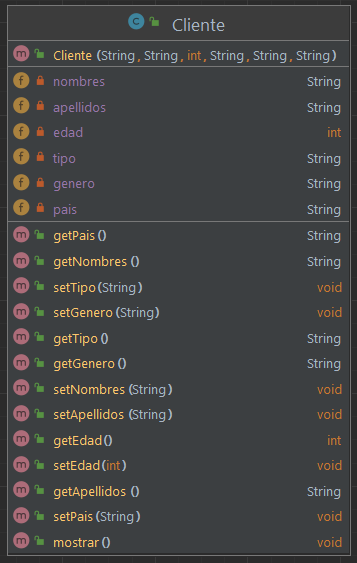 Cliente
Cliente (String, String, int, String, String, String)
nombres String
apellidos String
edad int
tipo String
genero String
pais String
getPais () String
getNombres () String
setTipo(String) void
setGenero(String) void
getTipo () String
getGenero () String
setNombres (String) void
setApellidos (String) void
getEdad() int
setEdad(int) void
getApellidos () String
setPais(String) void
mostrar() void